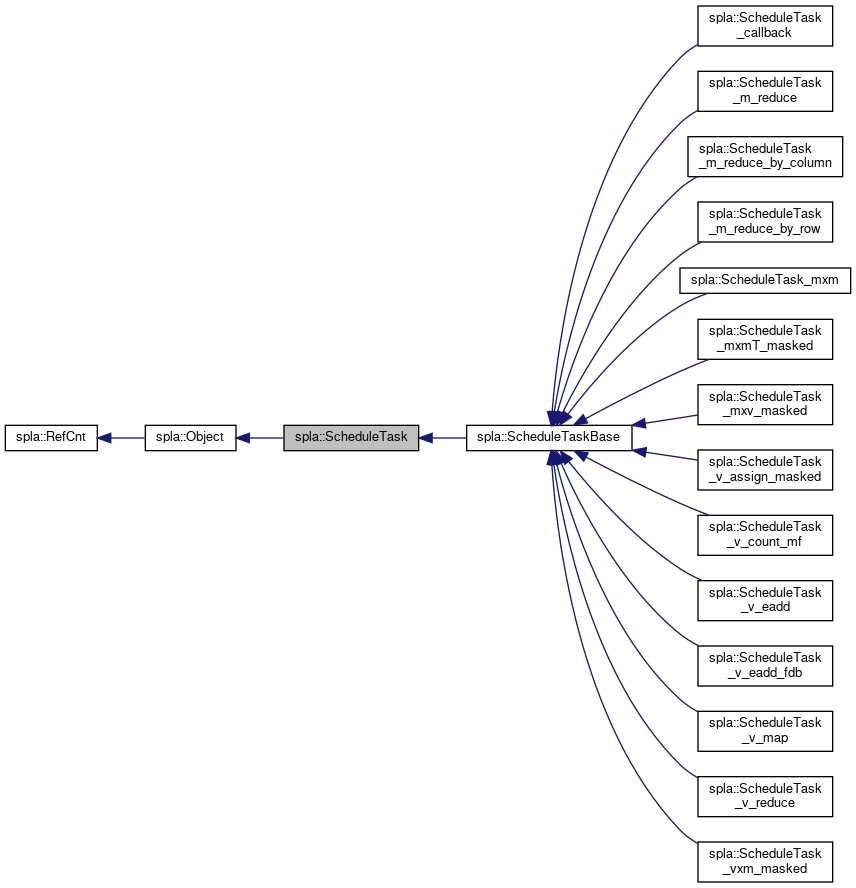 spla::RefCnt
spla::Object
spla::ScheduleTask
spla::ScheduleTaskBase
spla::ScheduleTask
_callback
spla::ScheduleTask
_m_reduce
spla::ScheduleTask
_m_reduce_by_column
spla::ScheduleTask
_m_reduce_by_row
spla::ScheduleTask_mxm
spla::ScheduleTask
_mxmT_masked
spla::ScheduleTask
_mxv_masked
spla::ScheduleTask
_v_assign_masked
spla::ScheduleTask
_v_count_mf
spla::ScheduleTask
_v_eadd
spla::ScheduleTask
_v_eadd_fdb
spla::ScheduleTask
_v_map
spla::ScheduleTask
_v_reduce
spla::ScheduleTask
_vxm_masked